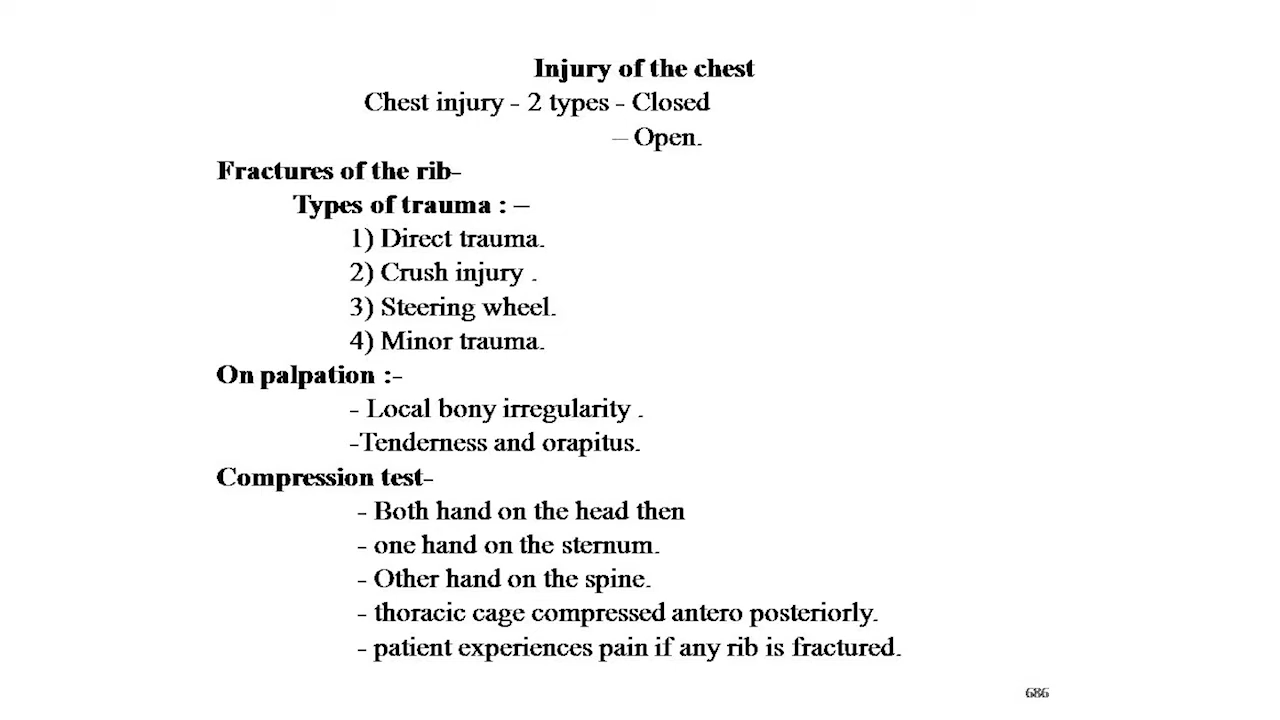 Injury of the chest
Chest injury - 2 types - Closed
– Open.
Fractures of the rib-
Types of trauma : –
1) Direct trauma.
2) Crush injury .
3) Steering wheel.
4) Minor trauma.
On palpation :-
- Local bony irregularity .
-Tenderness and orapitus.
Compression test-
- Both hand on the head then
- one hand on the sternum.
- Other hand on the spine.
- thoracic cage compressed antero posteriorly.
- patient experiences pain if any rib is fractured.
686